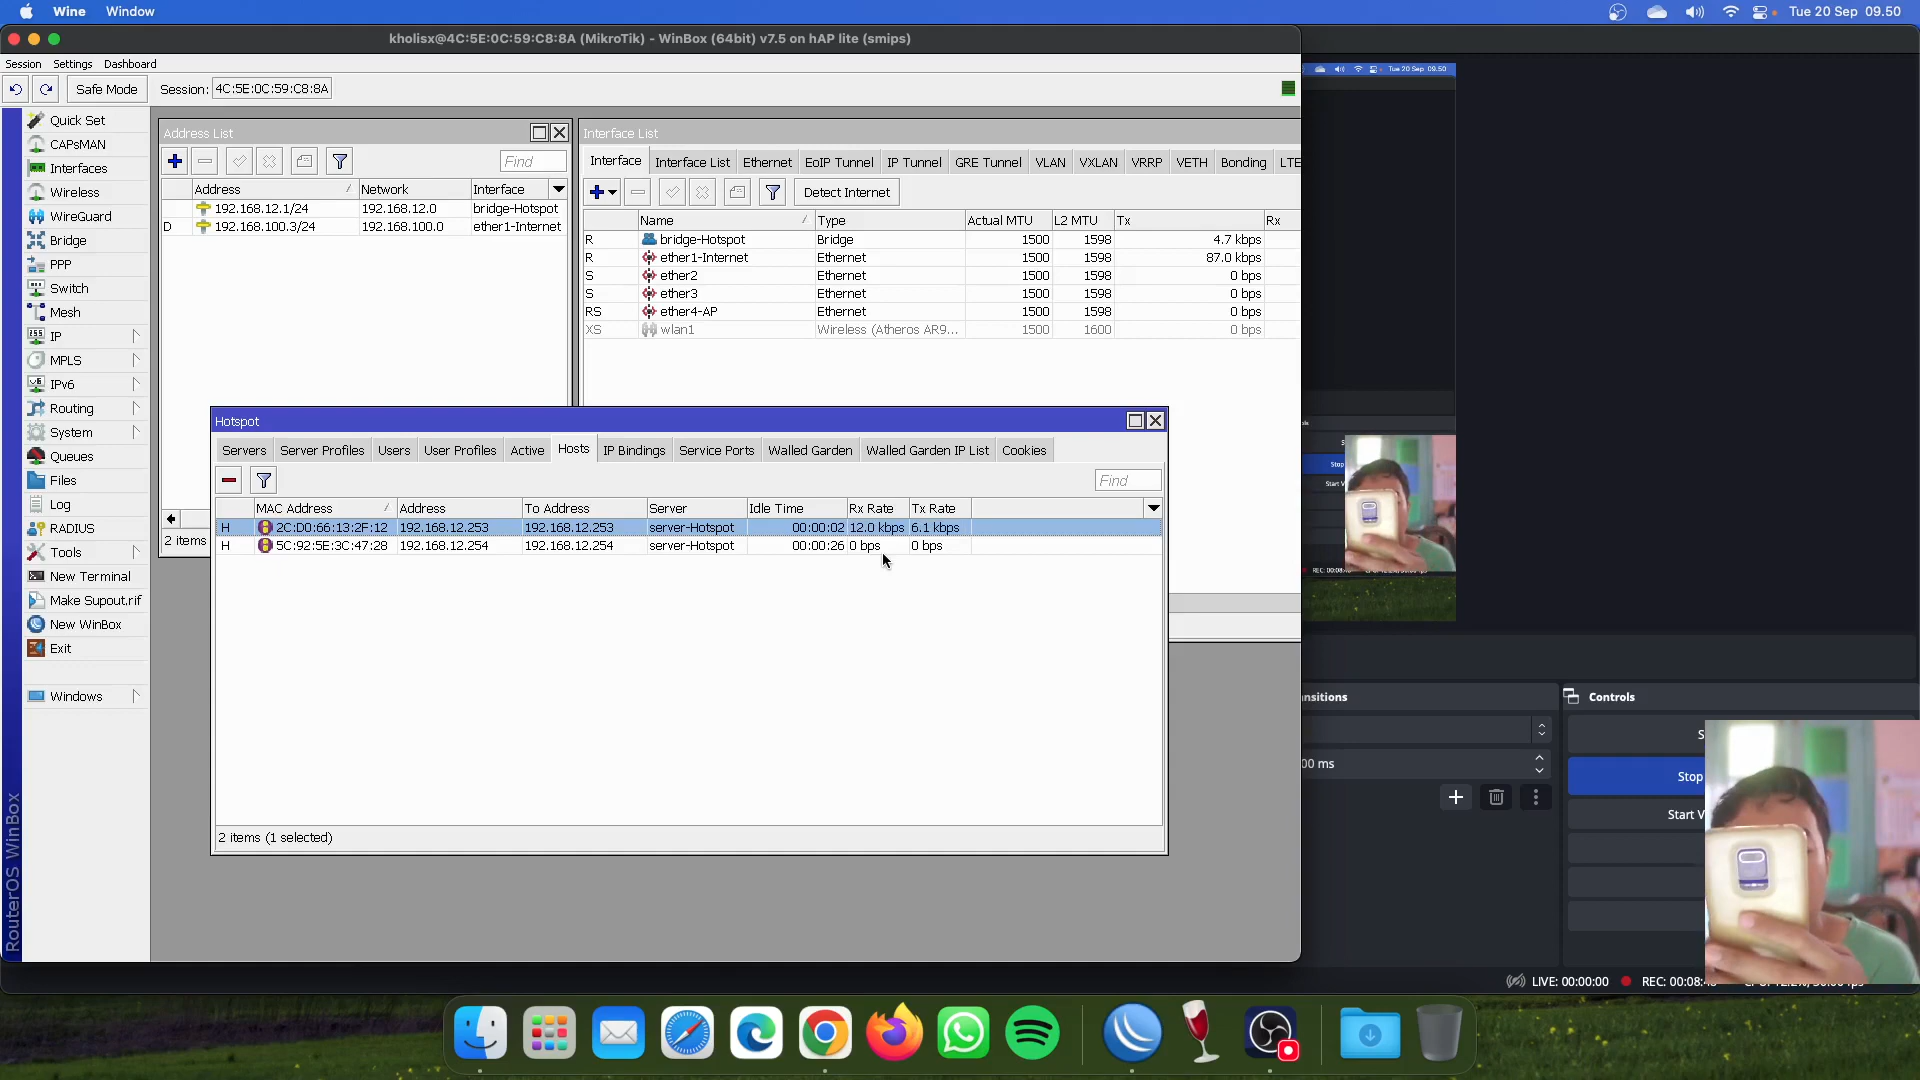 Wine Window Tue 20 Sep 09.50
kholisx@4C:5E:0C:59:C8:8A (MikroTik) - WinBox (64bit) v7.5 on hAP lite (smips)
Session Settings Dashboard
Safe Mode Session: 4C:5E:0C:59:C8:8A
Quick Set
CAPsMAN
Interfaces
Wireless
WireGuard
Bridge
PPP
Switch
Mesh
IP
MPLS
IPv6
Routing
System
Queues
Files
Log
RADIUS
Tools
New Terminal
Make Supout.rif
New WinBox
Exit
Windows
RouterOS WinBox
Address List
Find
Address Network Interface
192.168.12.1/24 192.168.12.0 bridge-Hotspot
D 192.168.100.3/24 192.168.100.0 ether1-Internet
2 items
Interface List
Interface Interface List Ethernet EoIP Tunnel IP Tunnel GRE Tunnel VLAN VXLAN VRRP VETH Bonding LTE
Detect Internet
Name Type Actual MTU L2 MTU Tx Rx
R bridge-Hotspot Bridge 1500 1598 4.7 kbps
R ether1-Internet Ethernet 1500 1598 87.0 kbps
S ether2 Ethernet 1500 1598 0 bps
S ether3 Ethernet 1500 1598 0 bps
RS ether4-AP Ethernet 1500 1598 0 bps
XS wlan1 Wireless (Atheros AR9... 1500 1600 0 bps
Hotspot
Servers Server Profiles Users User Profiles Active Hosts IP Bindings Service Ports Walled Garden Walled Garden IP List Cookies
Find
MAC Address Address To Address Server Idle Time Rx Rate Tx Rate
H 2C:D0:66:13:2F:12 192.168.12.253 192.168.12.253 server-Hotspot 00:00:02 12.0 kbps 6.1 kbps
H 5C:92:5E:3C:47:28 192.168.12.254 192.168.12.254 server-Hotspot 00:00:26 0 bps 0 bps
2 items (1 selected)
Tue 20 Sep 09.50
Stop
Start V
nsitions
00 ms
Controls
S
Stop
Start V
LIVE: 00:00:00 REC: 00:08:4